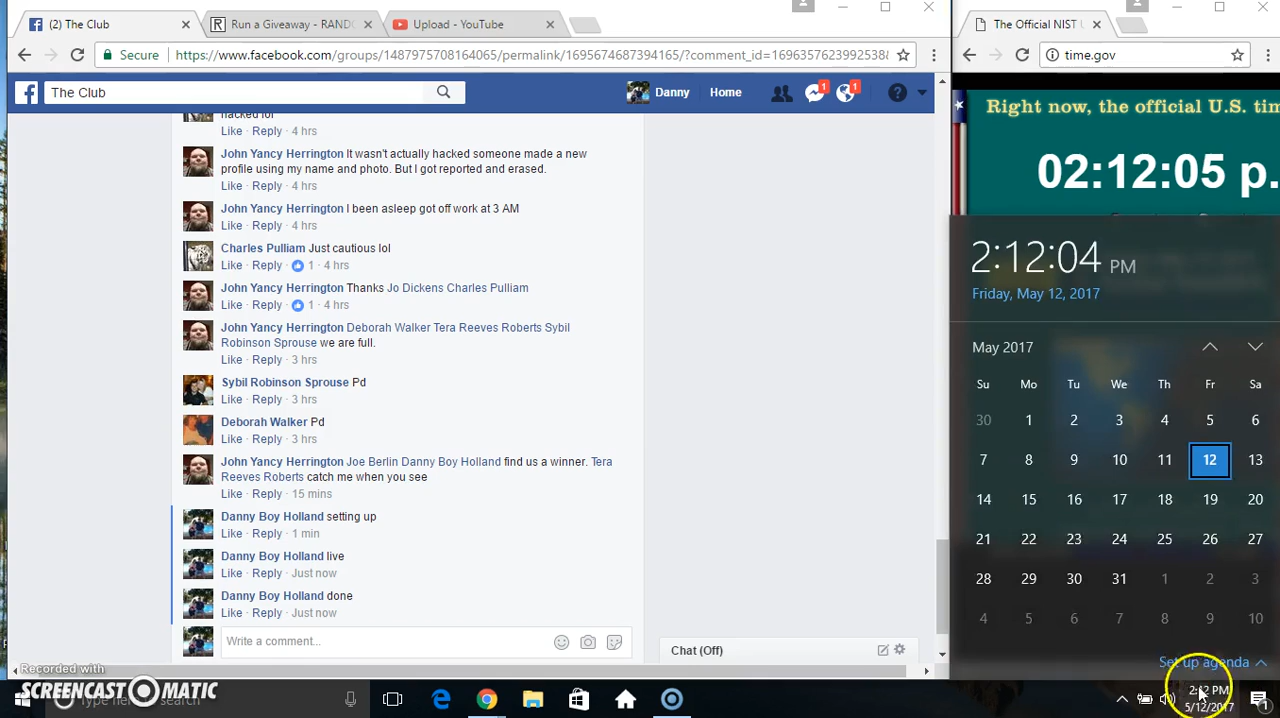 (2) The Club
Run a Giveaway - RANDO
Upload - YouTube
The Official NIST U
Secure
https://www.facebook.com/groups/1487975708164065/permalink/1695674687394165/?comment_id=1696357623992538&
time.gov
The Club
Danny
Home
1
1
Right now, the official U.S. tim
02:12:05 p.
hacked lol
Like · Reply · 4 hrs
John Yancy Herrington It wasn't actually hacked someone made a new
profile using my name and photo. But I got reported and erased.
Like · Reply · 4 hrs
John Yancy Herrington I been asleep got off work at 3 AM
Like · Reply · 4 hrs
Charles Pulliam Just cautious lol
Like · Reply · 1 · 4 hrs
John Yancy Herrington Thanks Jo Dickens Charles Pulliam
Like · Reply · 1 · 4 hrs
John Yancy Herrington Deborah Walker Tera Reeves Roberts Sybil
Robinson Sprouse we are full.
Like · Reply · 3 hrs
Sybil Robinson Sprouse Pd
Like · Reply · 3 hrs
Deborah Walker Pd
Like · Reply · 3 hrs
John Yancy Herrington Joe Berlin Danny Boy Holland find us a winner. Tera
Reeves Roberts catch me when you see
Like · Reply · 15 mins
Danny Boy Holland setting up
Like · Reply · 1 min
Danny Boy Holland live
Like · Reply · Just now
Danny Boy Holland done
Like · Reply · Just now
Write a comment...
Chat (Off)
2:12:04 PM
Friday, May 12, 2017
May 2017
Su Mo Tu We Th Fr Sa
30 1 2 3 4 5 6
7 8 9 10 11 12 13
14 15 16 17 18 19 20
21 22 23 24 25 26 27
28 29 30 31 1 2 3
4 5 6 7 8 9 10
Set up agenda
Recorded with
SCREENCAST-O-MATIC
Type here to search
2:12 PM
5/12/2017
1